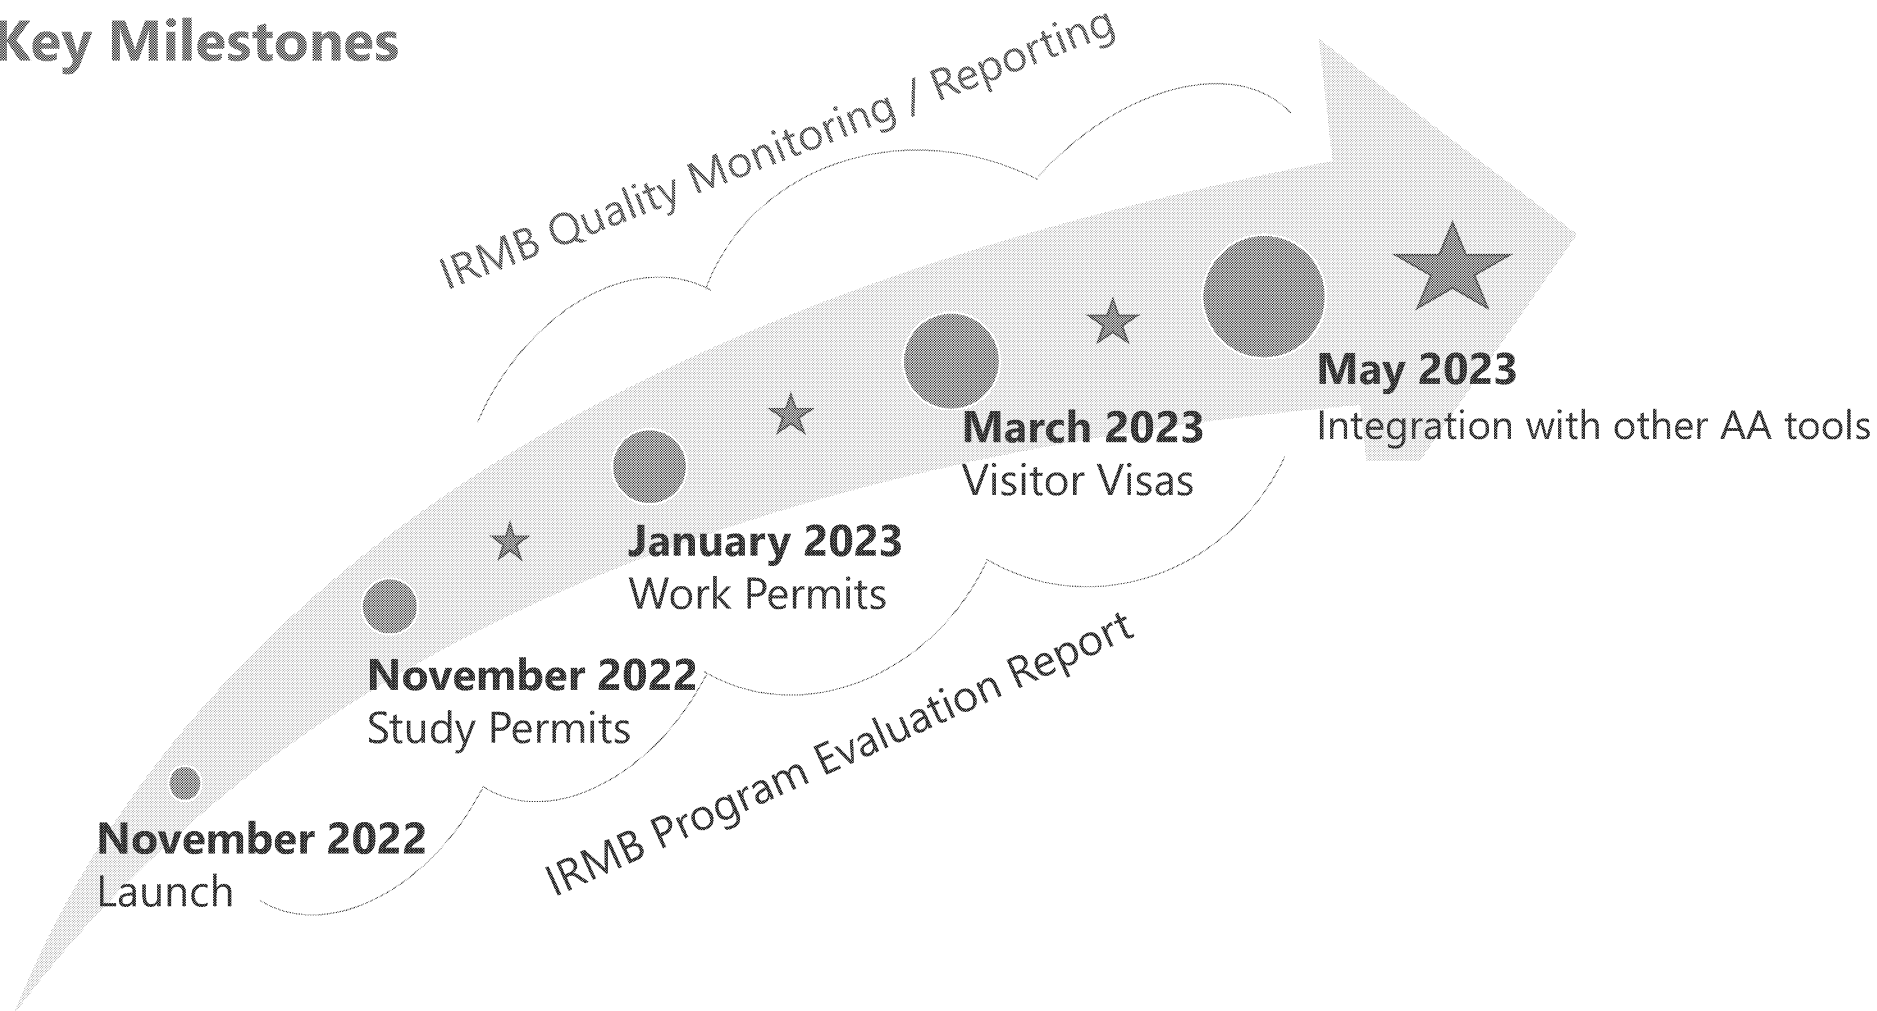 Key Milestones
IRMB Quality Monitoring / Reporting
May 2023
Integration with other AA tools
March 2023
Visitor Visas
January 2023
Work Permits
November 2022
Study Permits
November 2022
Launch
IRMB Program Evaluation Report